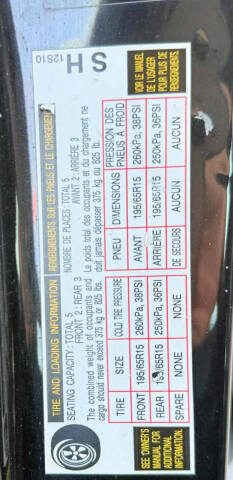 TIRE AND LOADING INFORMATION
SEATING CAPACITY: TOTAL 5
FRONT 2: REAR 3
The combined weight of occupants and
cargo should never exceed 375 kg or 825 lbs.
TIRE SIZE COLD TIRE PRESSURE
FRONT 195/65R15 260kPa, 38PSI
REAR 195/65R15 250kPa, 36PSI
SPARE NONE NONE
SEE OWNER'S
MANUAL FOR
ADDITIONAL
INFORMATION
RENSEIGNEMENTS SUR LES PNEUS ET LE CHARGEMENT
NOMBRE DE PLACES: TOTAL 5
AVANT 2: ARRIÈRE 3
Le poids total des occupants et du chargement ne
doit jamais dépasser 375 kg ou 825 lb.
PNEU DIMENSIONS PRESSION DES
PNEUS À FROID
AVANT 195/65R15 260kPa, 38PSI
ARRIÈRE 195/65R15 250kPa, 36PSI
DE SECOURS AUCUN AUCUN
VOIR LE MANUEL
DE L'USAGER
POUR PLUS DE
RENSEIGNEMENTS
12S10
S H